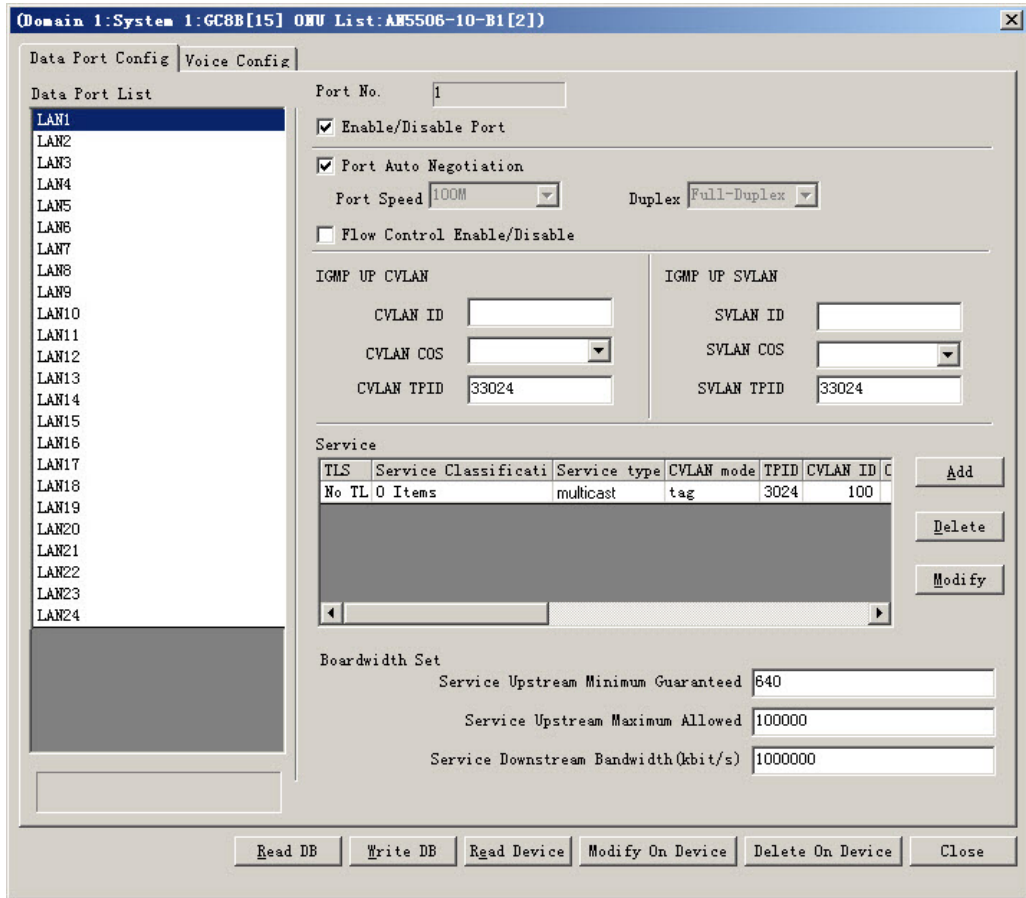 (Domain 1:System 1:GC8B[15] ONU List:AN5506-10-B1[2])
Data Port Config
Voice Config
Data Port List
LAN1
LAN2
LAN3
LAN4
LAN5
LAN6
LAN7
LAN8
LAN9
LAN10
LAN11
LAN12
LAN13
LAN14
LAN15
LAN16
LAN17
LAN18
LAN19
LAN20
LAN21
LAN22
LAN23
LAN24
Port No. 1
Enable/Disable Port
Port Auto Negotiation
Port Speed 100M Duplex Full-Duplex
Flow Control Enable/Disable
IGMP UP CVLAN
CVLAN ID
CVLAN COS
CVLAN TPID 33024
IGMP UP SVLAN
SVLAN ID
SVLAN COS
SVLAN TPID 33024
Service
TLS Service Classificati Service type CVLAN mode TPID CVLAN ID C
No TL 0 Items multicast tag 3024 100
Add
Delete
Modify
Boardwidth Set
Service Upstream Minimum Guaranteed 640
Service Upstream Maximum Allowed 100000
Service Downstream Bandwidth(kbit/s) 1000000
Read DB Write DB Read Device Modify On Device Delete On Device Close